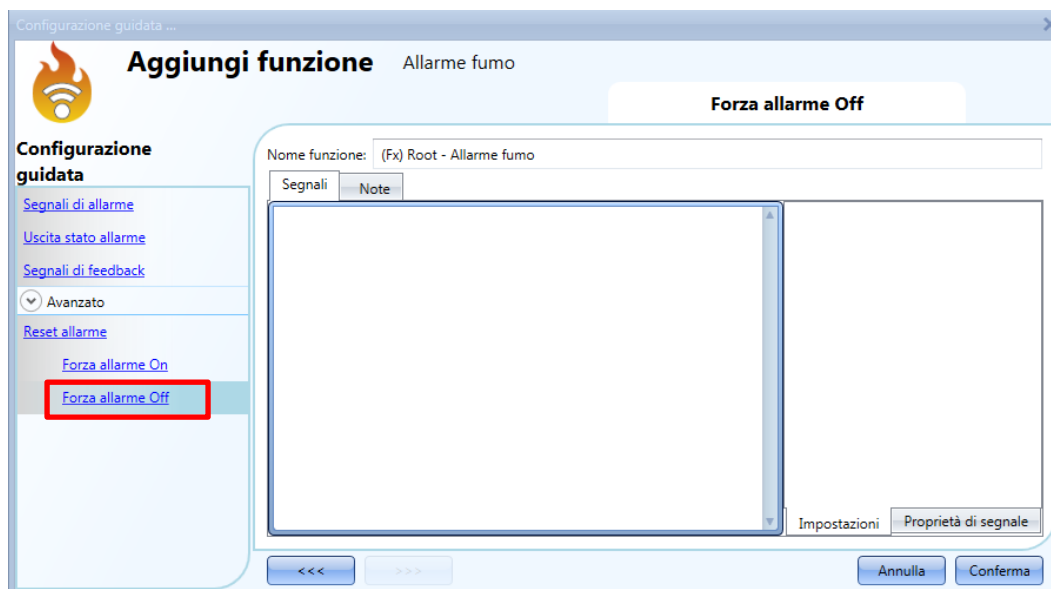 Configurazione guidata ...
Aggiungi funzione Allarme fumo
Forza allarme Off
Configurazione
guidata
Segnali di allarme
Uscita stato allarme
Segnali di feedback
Avanzato
Reset allarme
Forza allarme On
Forza allarme Off
Nome funzione: (Fx) Root - Allarme fumo
Segnali Note
Impostazioni Proprietà di segnale
<<< >>> Annulla Conferma